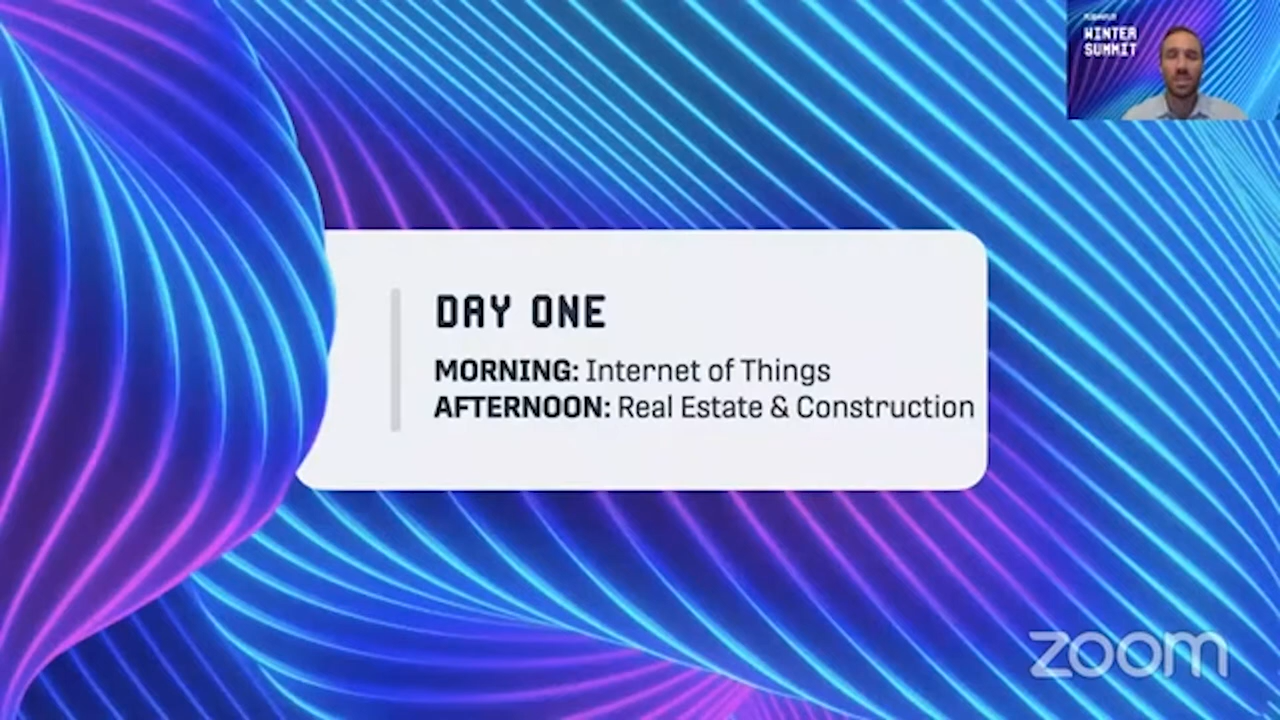 WINTER
SUMMIT
DAY ONE
MORNING: Internet of Things
AFTERNOON: Real Estate & Construction
zoom